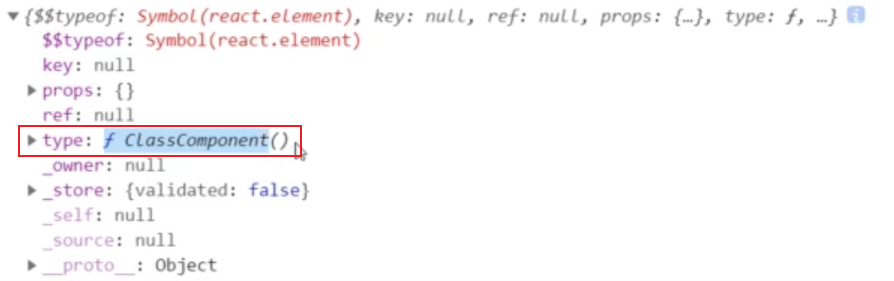 ▼{$$typeof: Symbol(react.element), key: null, ref: null, props: {…}, type: ƒ, …} i
$$typeof: Symbol(react.element)
key: null
▶props: {}
ref: null
▶type: ƒ ClassComponent()
_owner: null
▶_store: {validated: false}
_self: null
_source: null
▶__proto__: Object